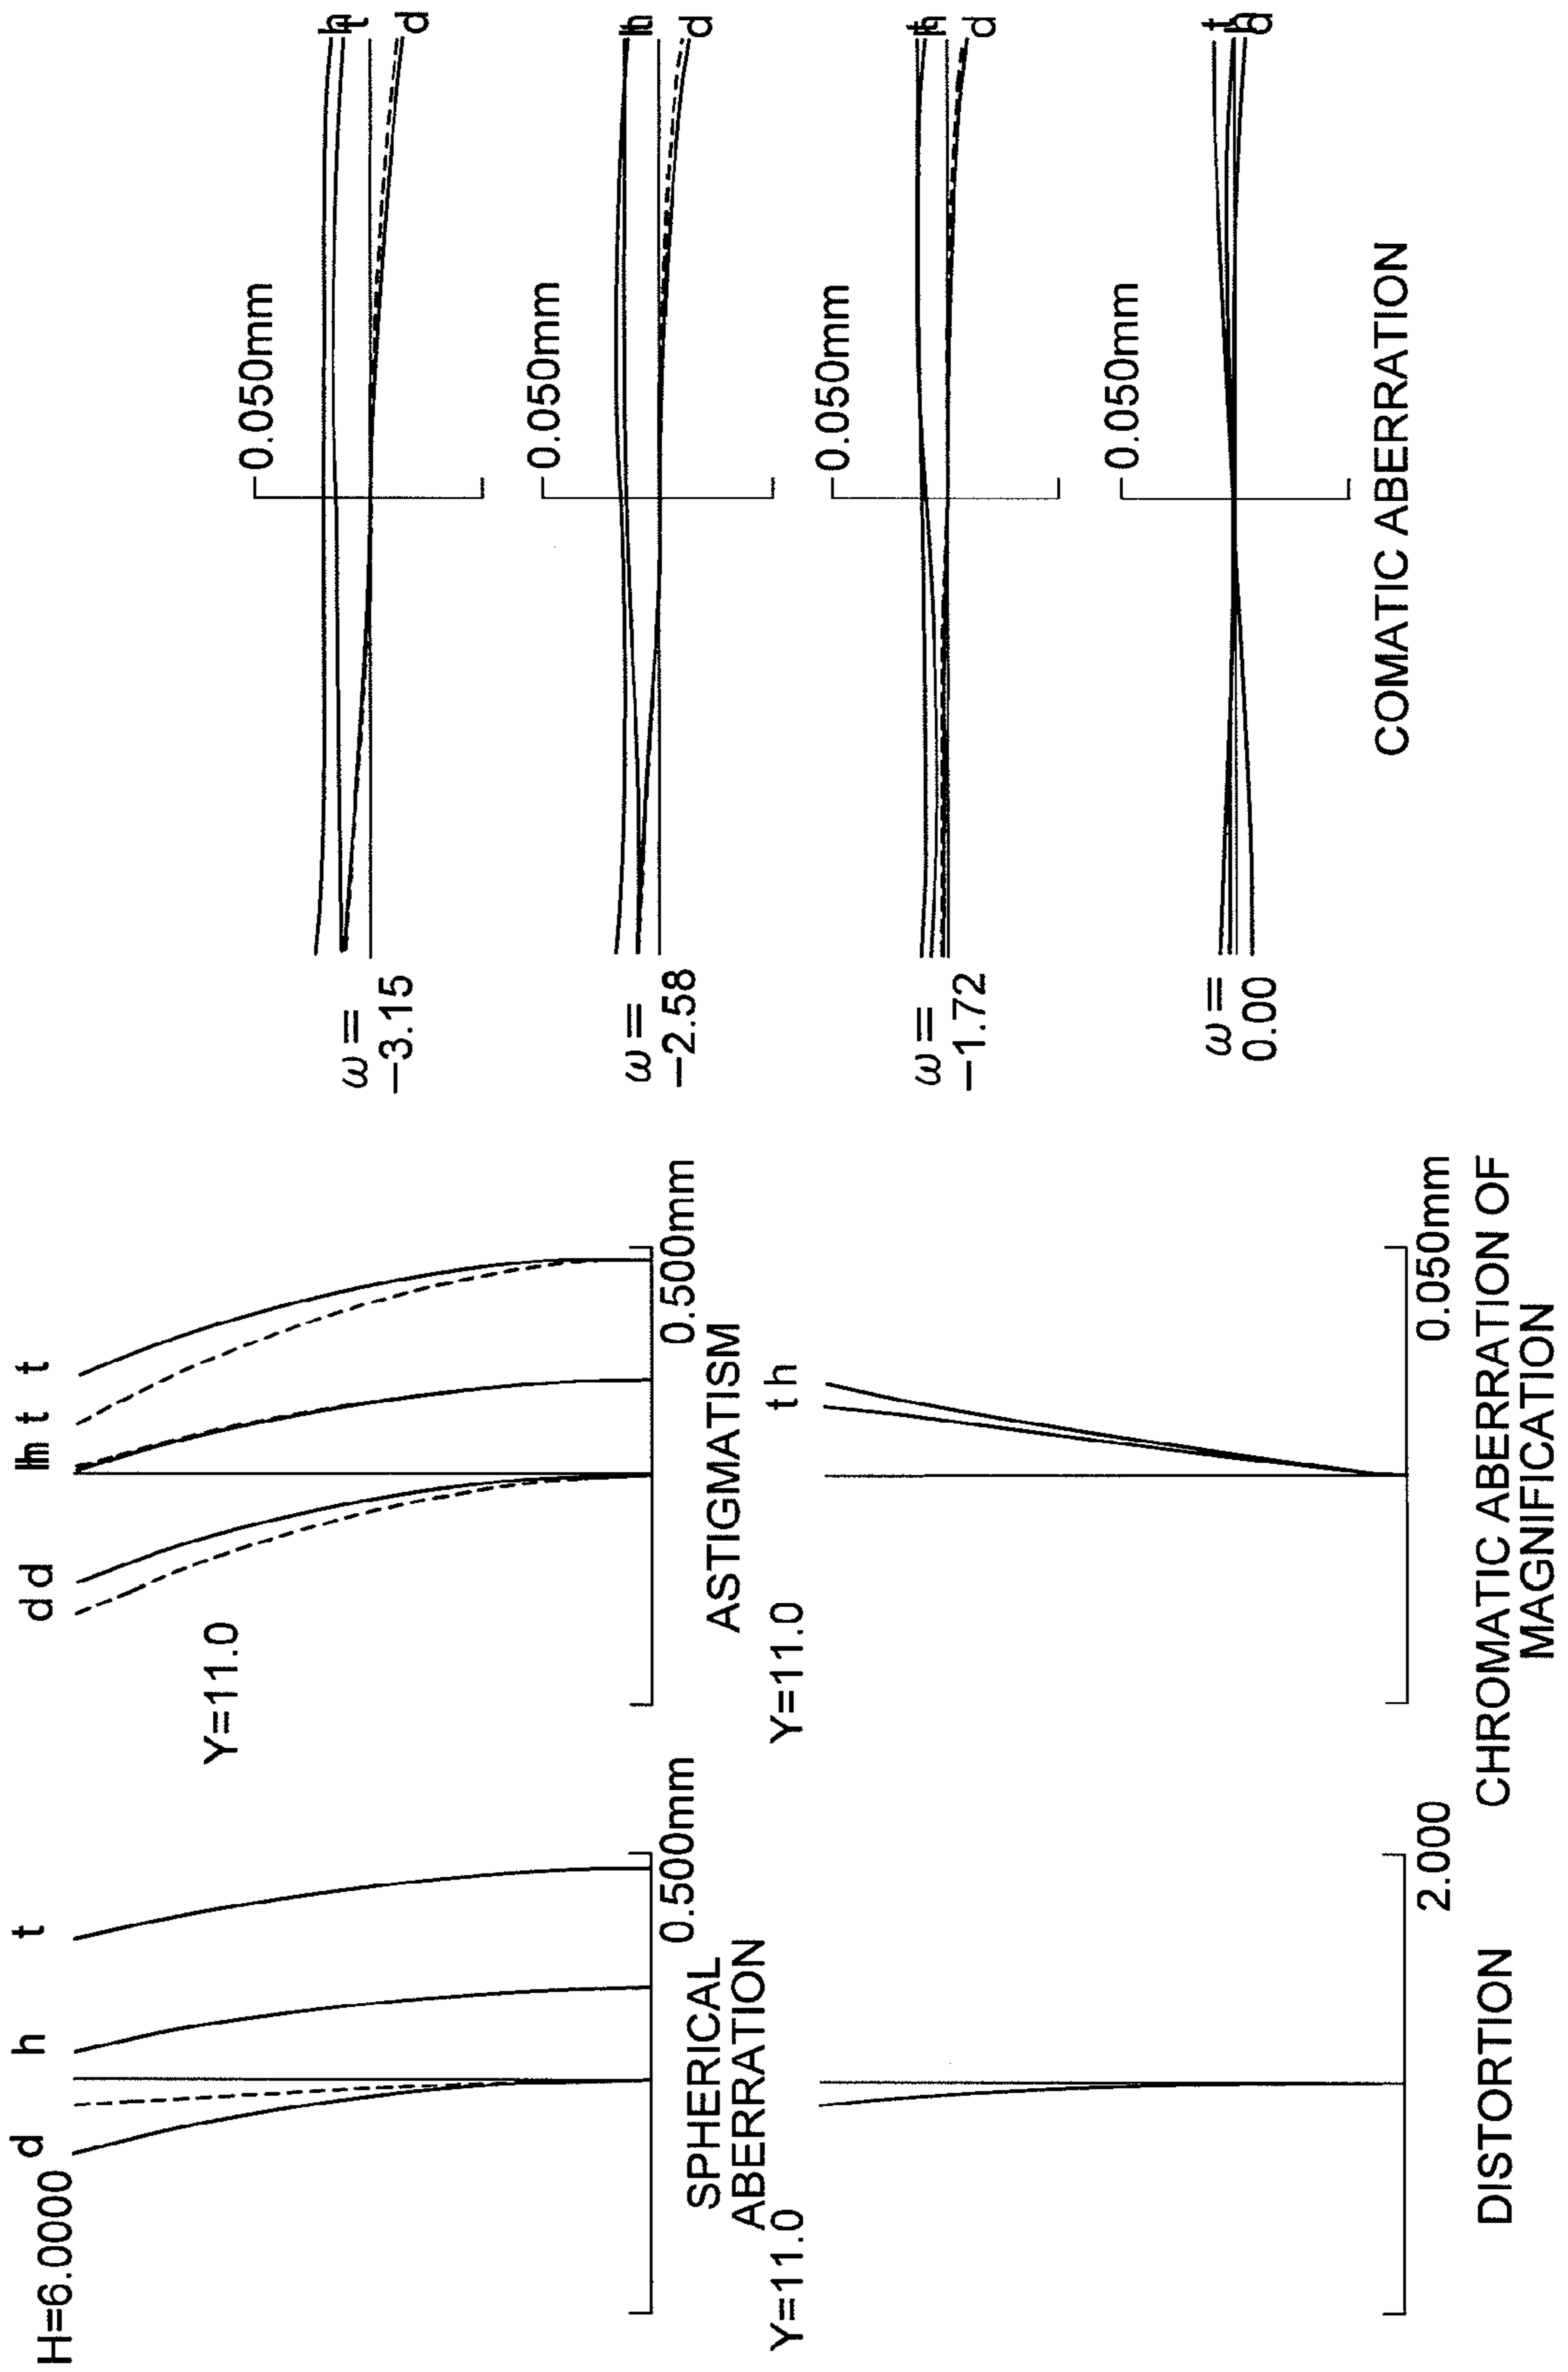 H=6.0000
d
h
t
0.500mm
SPHERICAL
ABERRATION
Y=11.0
d d
h t
t
0.500mm
ASTIGMATISM
Y=11.0
2.000
DISTORTION
Y=11.0
t h
0.050mm
CHROMATIC ABERRATION OF
MAGNIFICATION
ω=
−3.15
0.050mm
h
t
d
ω=
−2.58
0.050mm
h
d
ω=
−1.72
0.050mm
h
d
ω=
0.00
0.050mm
t
h
d
COMATIC ABERRATION